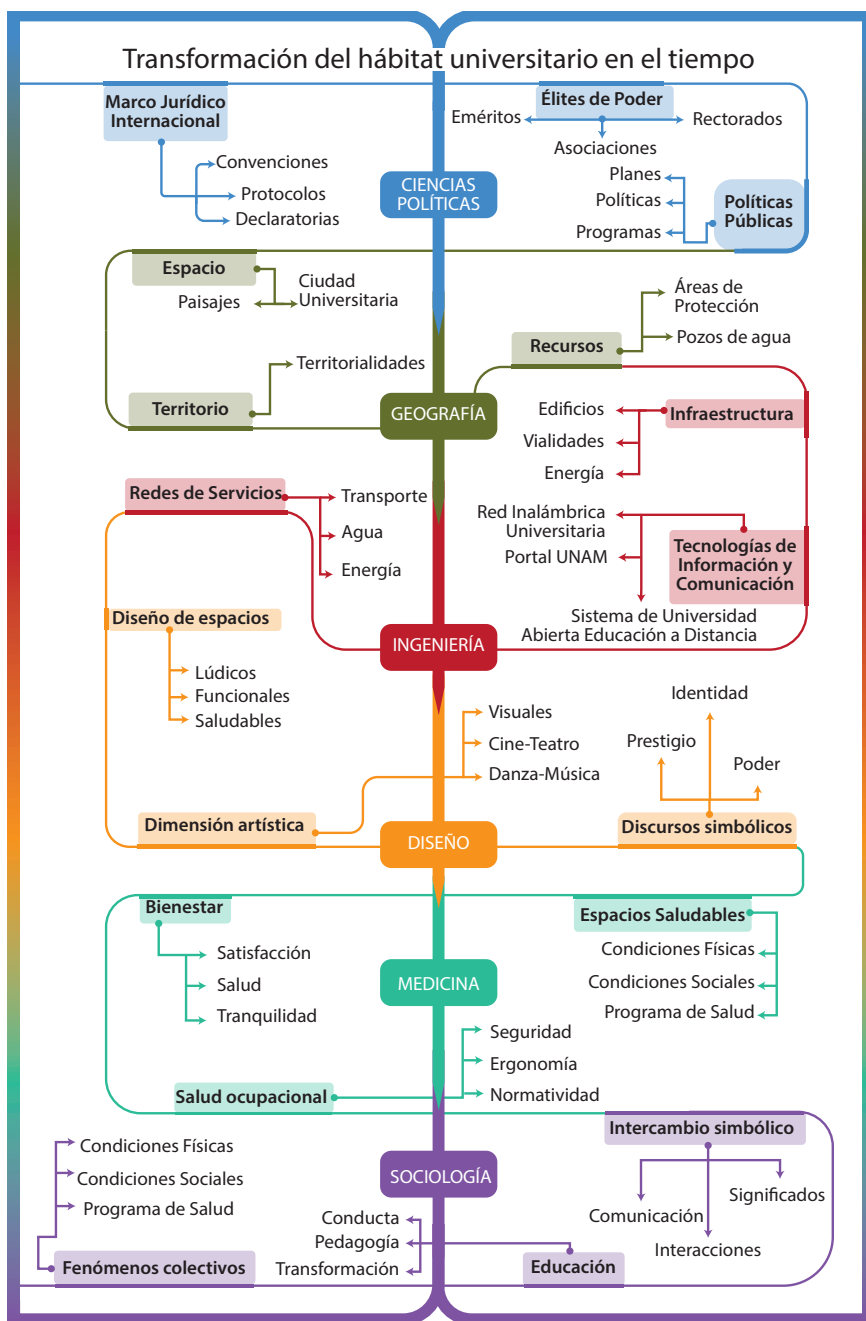 Transformación del hábitat universitario en el tiempo
Marco Jurídico
Internacional
Convenciones
Protocolos
Declaratorias
CIENCIAS
POLÍTICAS
Élites de Poder
Eméritos
Rectorados
Asociaciones
Planes
Políticas
Programas
Políticas
Públicas
Espacio
Paisajes
Ciudad
Universitaria
Territorialidades
Territorio
GEOGRAFÍA
Áreas de
Protección
Pozos de agua
Recursos
Edificios
Vialidades
Energía
Infraestructura
Redes de Servicios
Transporte
Agua
Energía
Red Inalámbrica
Universitaria
Portal UNAM
Tecnologías de
Información y
Comunicación
Sistema de Universidad
Abierta Educación a Distancia
INGENIERÍA
Diseño de espacios
Lúdicos
Funcionales
Saludables
Visuales
Cine-Teatro
Danza-Música
Identidad
Prestigio
Poder
Dimensión artística
DISEÑO
Discursos simbólicos
Bienestar
Satisfacción
Salud
Tranquilidad
MEDICINA
Espacios Saludables
Condiciones Físicas
Condiciones Sociales
Programa de Salud
Seguridad
Ergonomía
Normatividad
Salud ocupacional
Condiciones Físicas
Condiciones Sociales
Programa de Salud
SOCIOLOGÍA
Intercambio simbólico
Significados
Comunicación
Interacciones
Conducta
Pedagogía
Transformación
Fenómenos colectivos
Educación